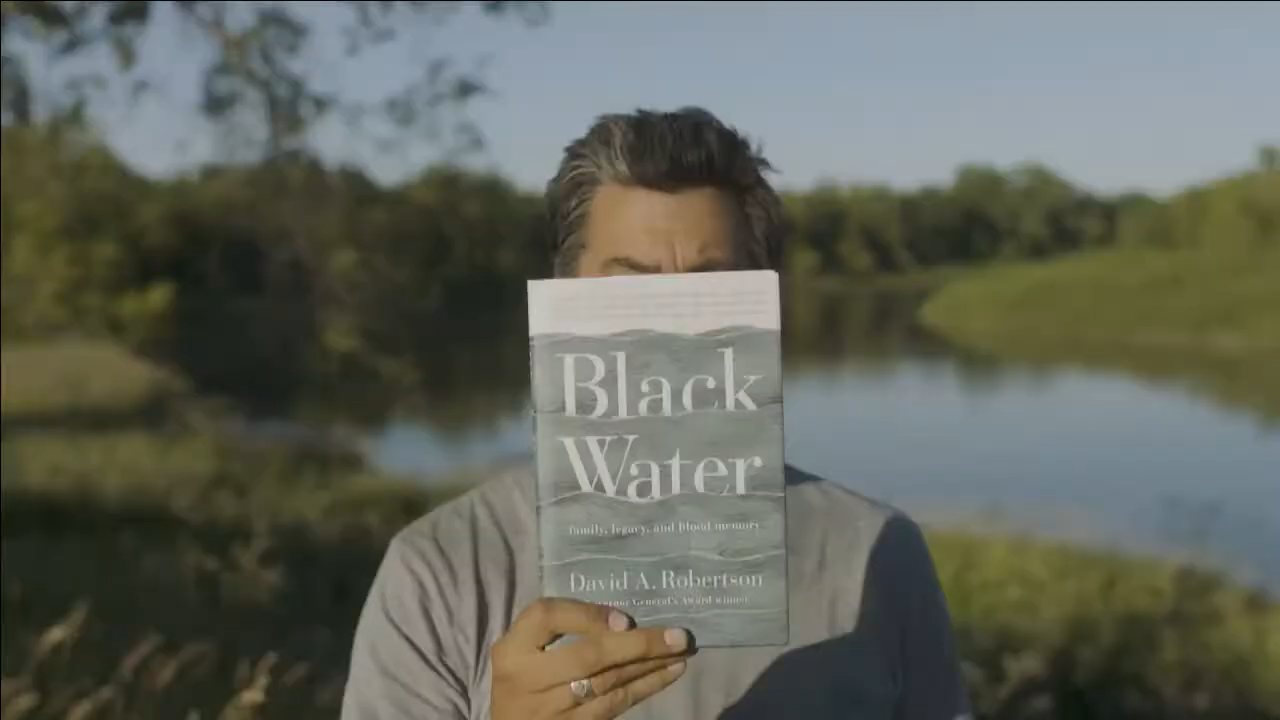 Black
Water
family, legacy, and blood memory
David A. Robertson
General's Award winner